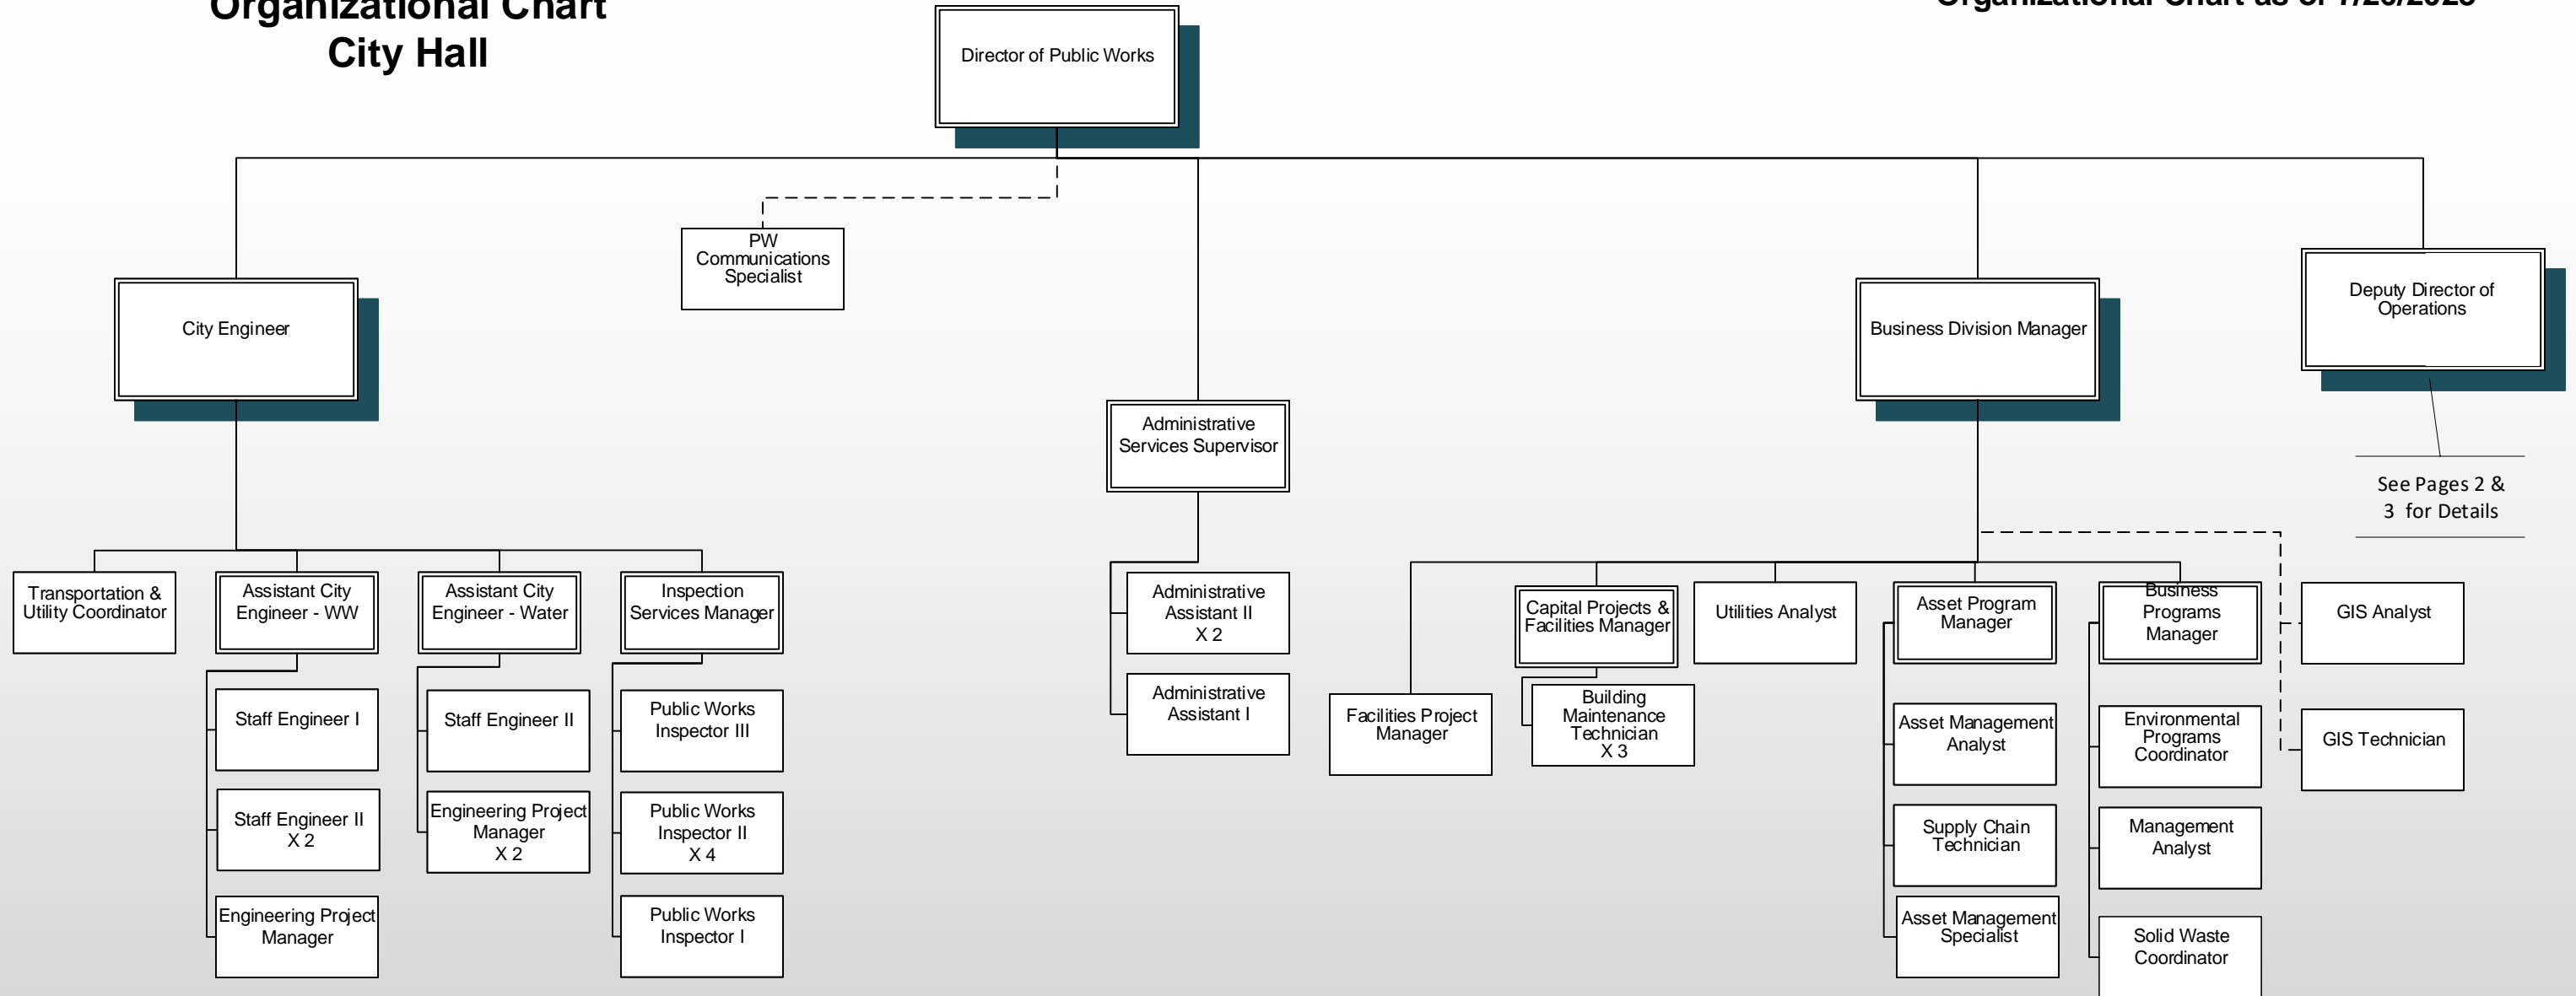 Organizational Chart
City Hall
Organizational Chart as of
Director of Public Works
PW
Communications
Specialist
City Engineer
Business Division Manager
Deputy Director of
Operations
Administrative
Services Supervisor
See Pages 2 &
3 for Details
Transportation &
Utility Coordinator
Assistant City
Engineer - WW
Assistant City
Engineer - Water
Inspection
Services Manager
Staff Engineer I
Staff Engineer II
X 2
Engineering Project
Manager
Staff Engineer II
Engineering Project
Manager
X 2
Public Works
Inspector III
Public Works
Inspector II
X 4
Public Works
Inspector I
Administrative
Assistant II
X 2
Administrative
Assistant I
Facilities Project
Manager
Capital Projects &
Facilities Manager
Building
Maintenance
Technician
X 3
Utilities Analyst
Asset Program
Manager
Asset Management
Analyst
Supply Chain
Technician
Asset Management
Specialist
Business
Programs
Manager
Environmental
Programs
Coordinator
Management
Analyst
Solid Waste
Coordinator
GIS Analyst
GIS Technician